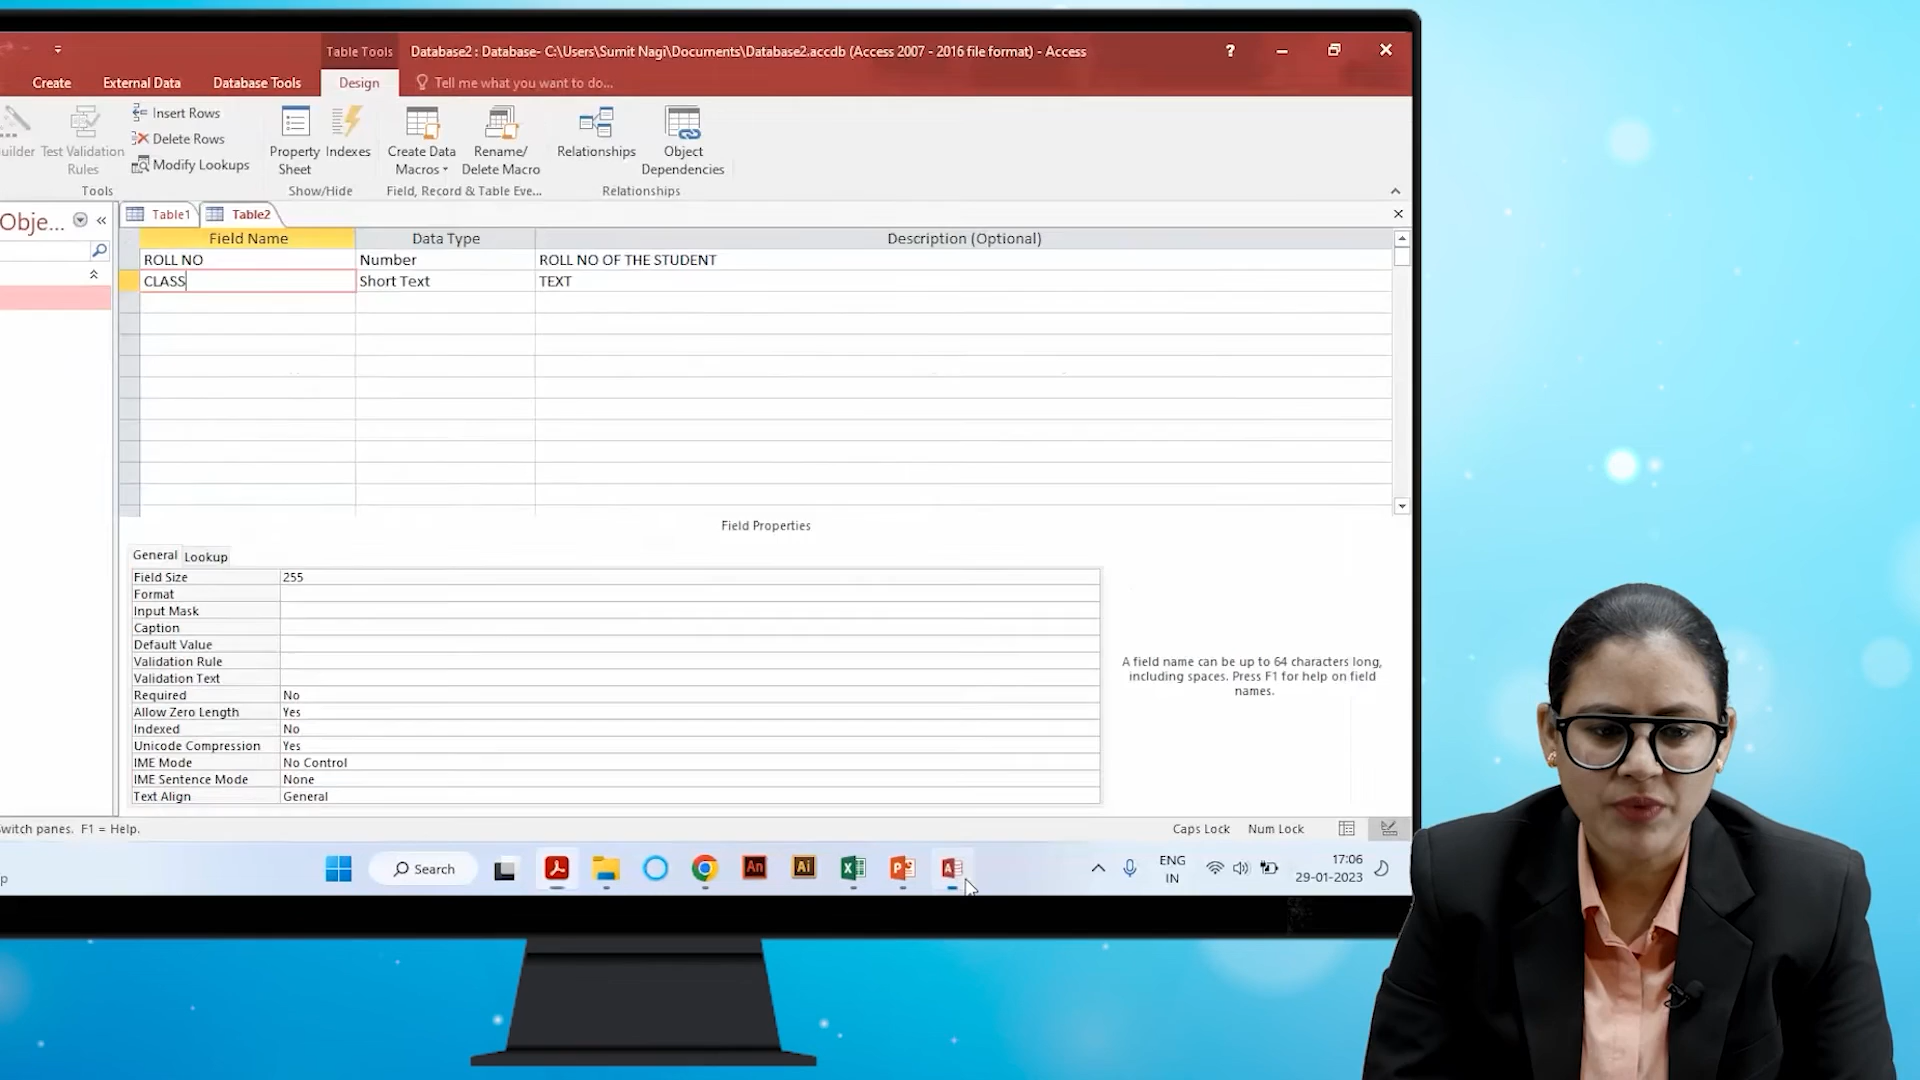 Table Tools
Database2 : Database- C:\Users\Sumit Nagi\Documents\Database2.accdb (Access 2007 - 2016 file format) - Access
?
Create
External Data
Database Tools
Design
Tell me what you want to do...
uilder
Test Validation
Rules
Insert Rows
Delete Rows
Modify Lookups
Property
Sheet
Indexes
Create Data
Macros
Rename/
Delete Macro
Relationships
Object
Dependencies
Tools
Show/Hide
Field, Record & Table Eve...
Relationships
Obje...
Table1
Table2
Field Name
Data Type
Description (Optional)
ROLL NO
Number
ROLL NO OF THE STUDENT
CLASS
Short Text
TEXT
Field Properties
General
Lookup
Field Size
255
Format
Input Mask
Caption
Default Value
Validation Rule
Validation Text
Required
No
Allow Zero Length
Yes
Indexed
No
Unicode Compression
Yes
IME Mode
No Control
IME Sentence Mode
None
Text Align
General
A field name can be up to 64 characters long,
including spaces. Press F1 for help on field
names.
witch panes. F1 = Help.
Caps Lock
Num Lock
p
Search
An
Ai
ENG
IN
17:06
29-01-2023